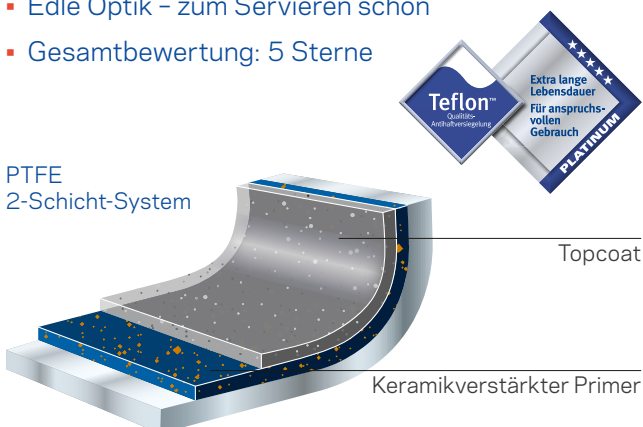 Edle Optik – zum Servieren schön
Gesamtbewertung: 5 Sterne
Teflon™
Qualitäts-
Antihaftversiegelung
Extra lange
Lebensdauer
Für anspruchs-
vollen
Gebrauch
PLATINUM
PTFE
2-Schicht-System
Topcoat
Keramikverstärkter Primer